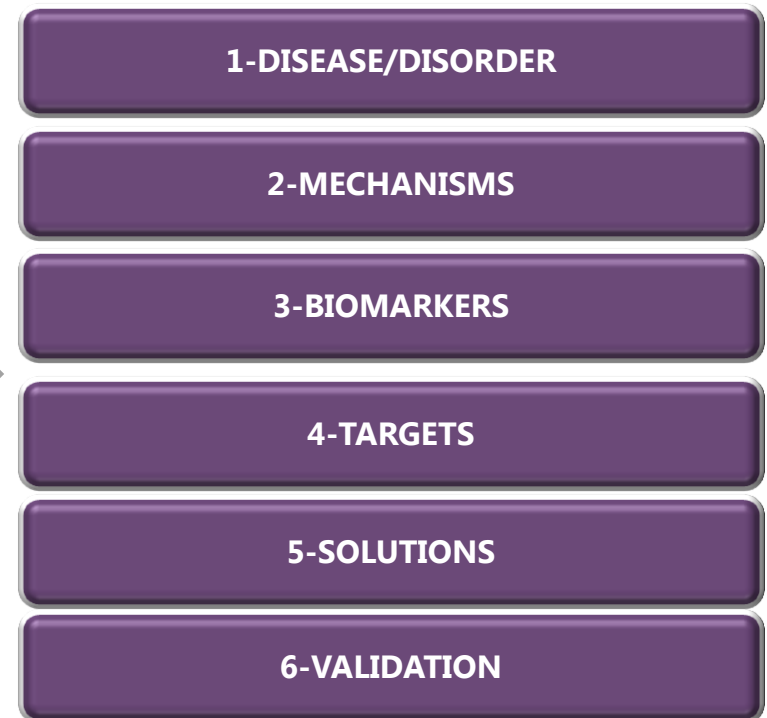 1-DISEASE/DISORDER
2-MECHANISMS
3-BIOMARKERS
4-TARGETS
5-SOLUTIONS
6-VALIDATION